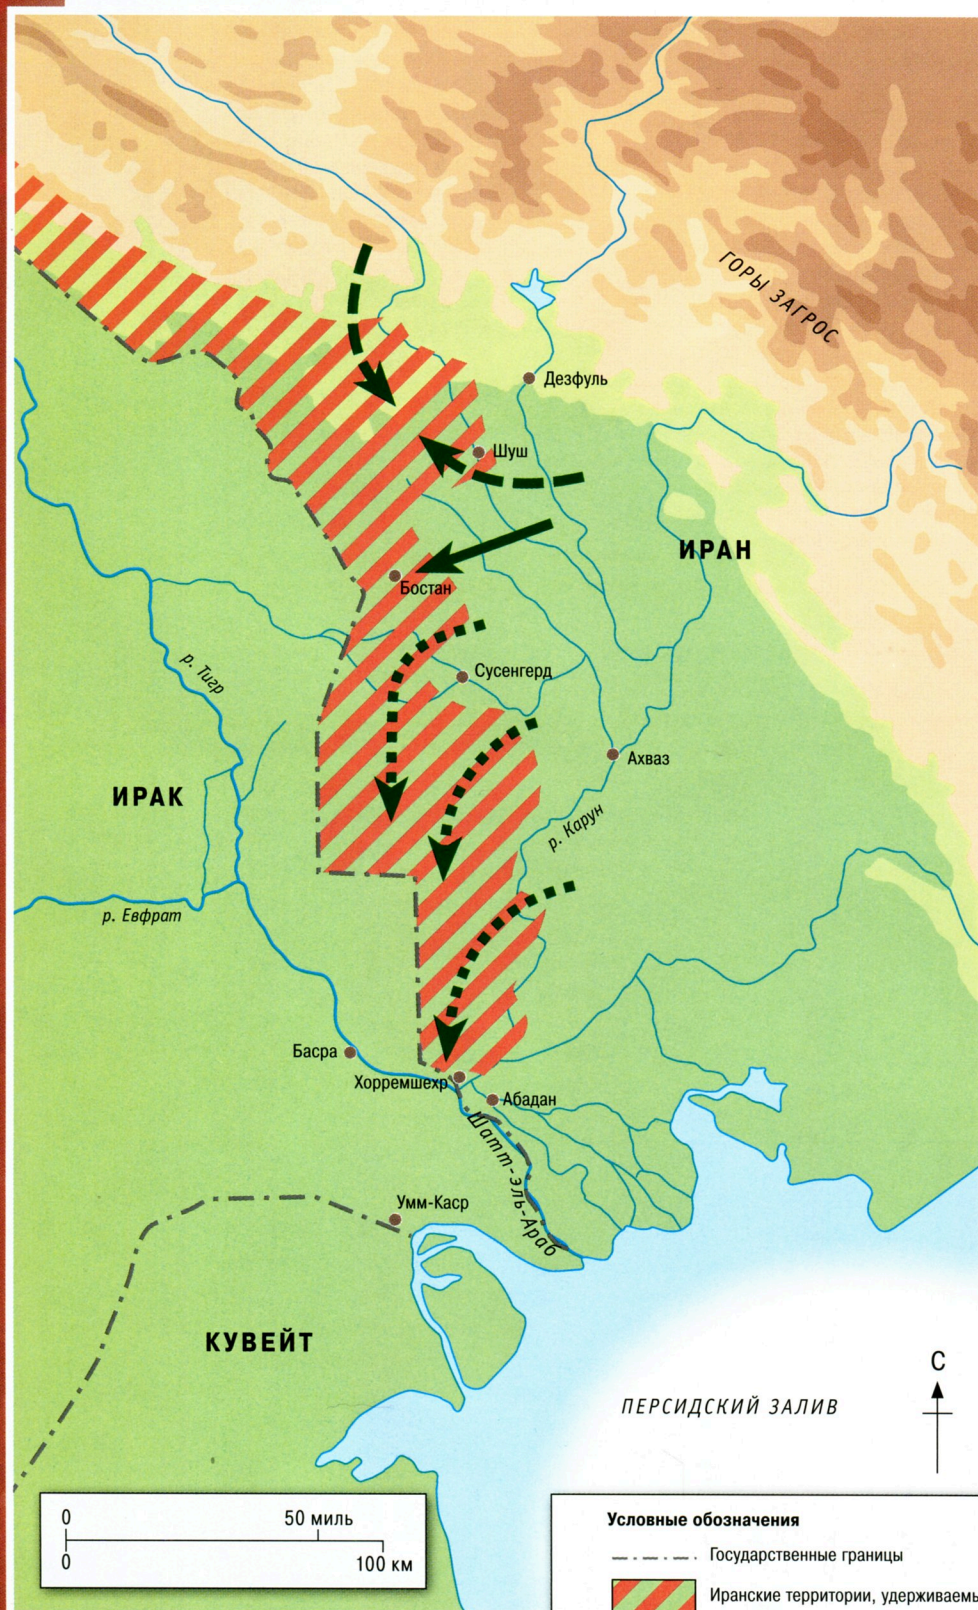 ГОРЫ ЗАГРОС
Дезфуль
Шуш
ИРАН
Бостан
р. Тигр
Сусенгерд
Ахваз
ИРАК
р. Карун
р. Евфрат
Басра
Хорремшехр
Абадан
Шатт-эль-Араб
Умм-Каср
КУВЕЙТ
С
ПЕРСИДСКИЙ ЗАЛИВ
0 50 миль
0 100 км
Условные обозначения
Государственные границы
Иранские территории, удерживаемы